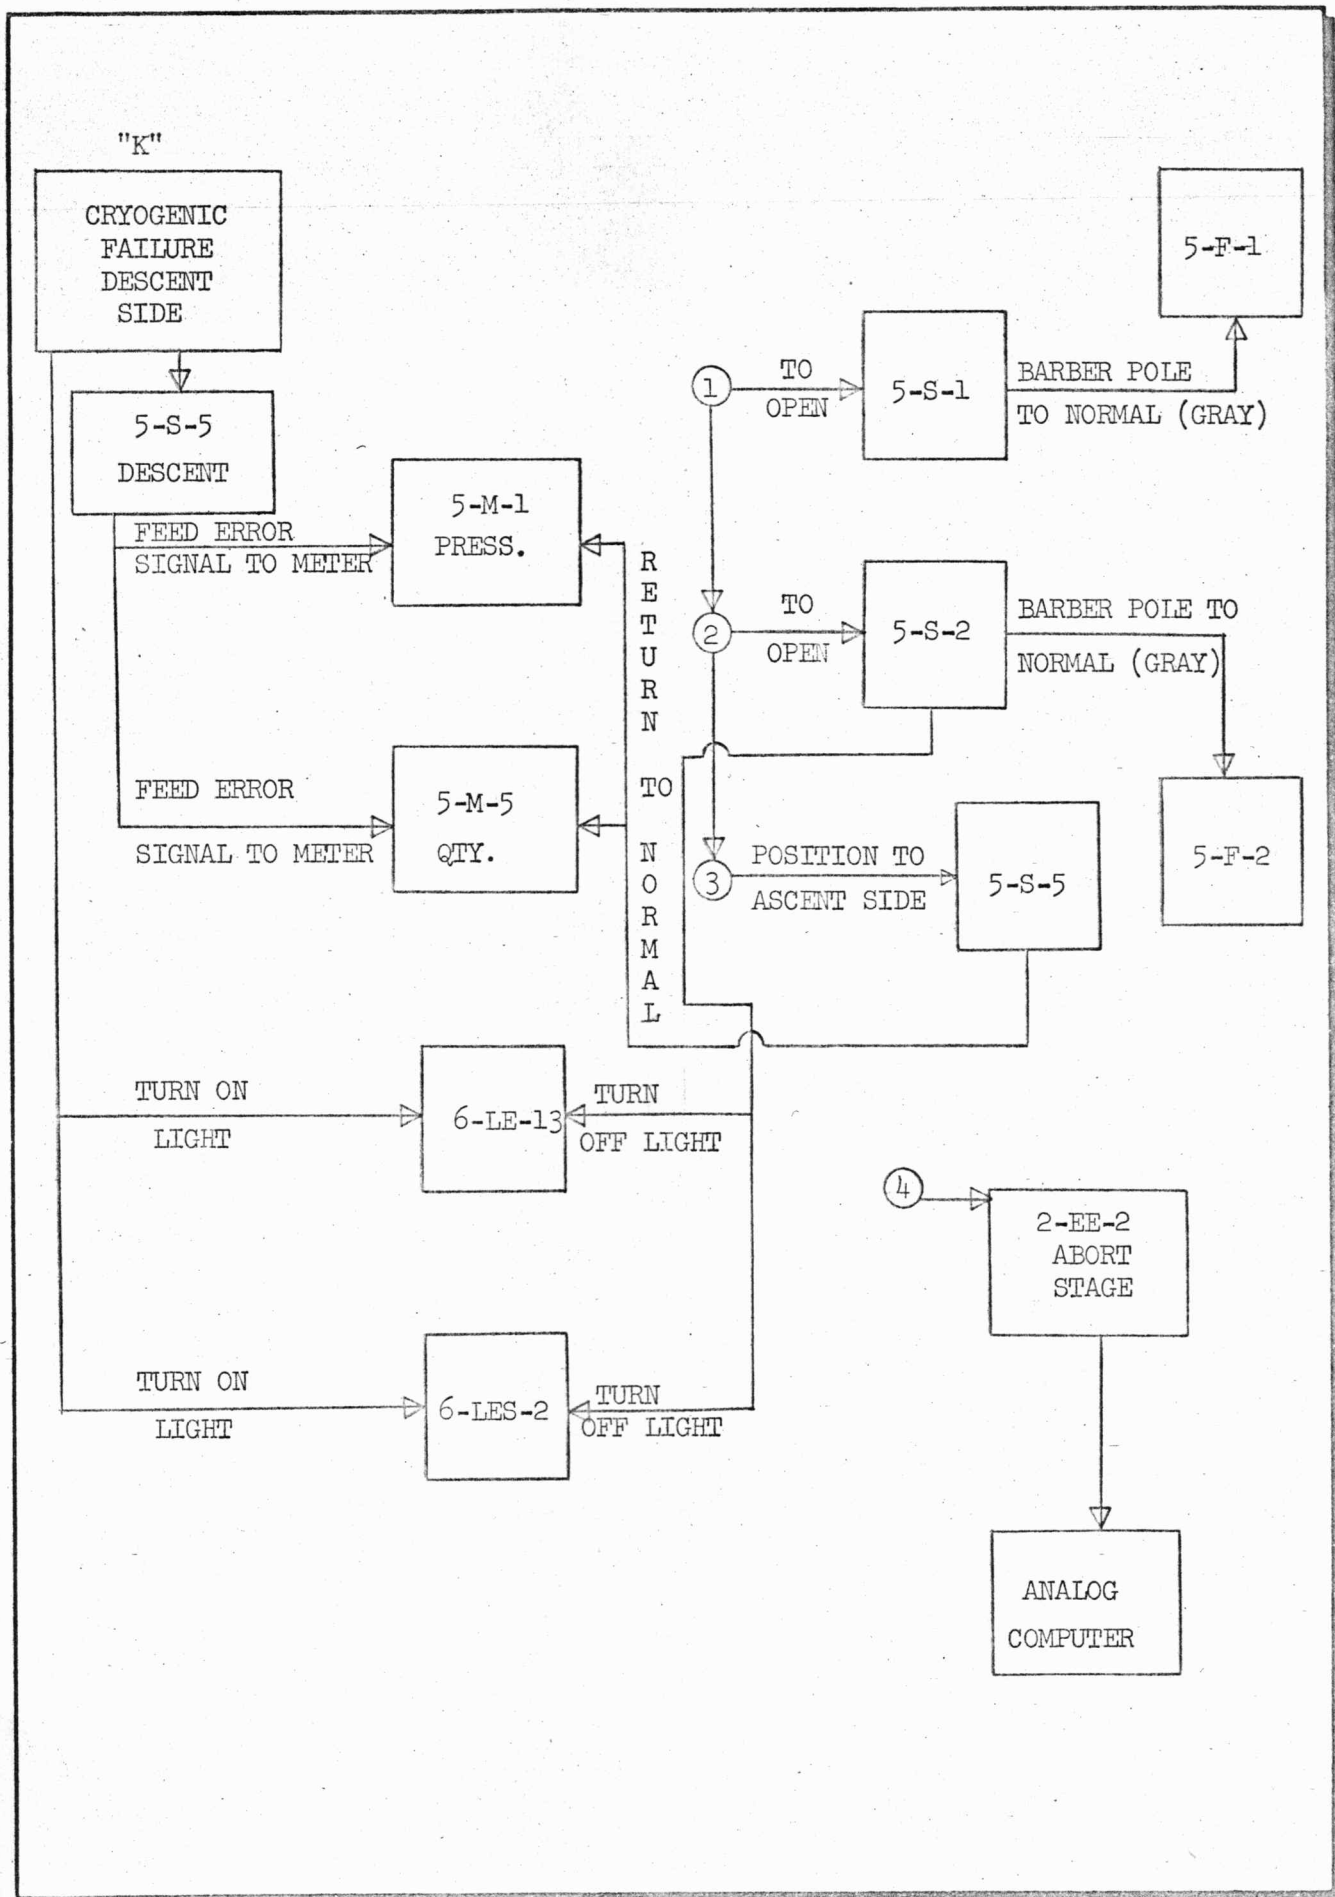 "K"
CRYOGENIC
FAILURE
DESCENT
SIDE
5-S-5
DESCENT
FEED ERROR
SIGNAL TO METER
5-M-1
PRESS.
FEED ERROR
SIGNAL TO METER
5-M-5
QTY.
RETURN TO NORMAL
1
TO
OPEN
5-S-1
BARBER POLE
TO NORMAL (GRAY)
5-F-1
2
TO
OPEN
5-S-2
BARBER POLE TO
NORMAL (GRAY)
5-F-2
3
POSITION TO
ASCENT SIDE
5-S-5
TURN ON
LIGHT
6-LE-13
TURN
OFF LIGHT
TURN ON
LIGHT
6-LES-2
TURN
OFF LIGHT
4
2-EE-2
ABORT
STAGE
ANALOG
COMPUTER